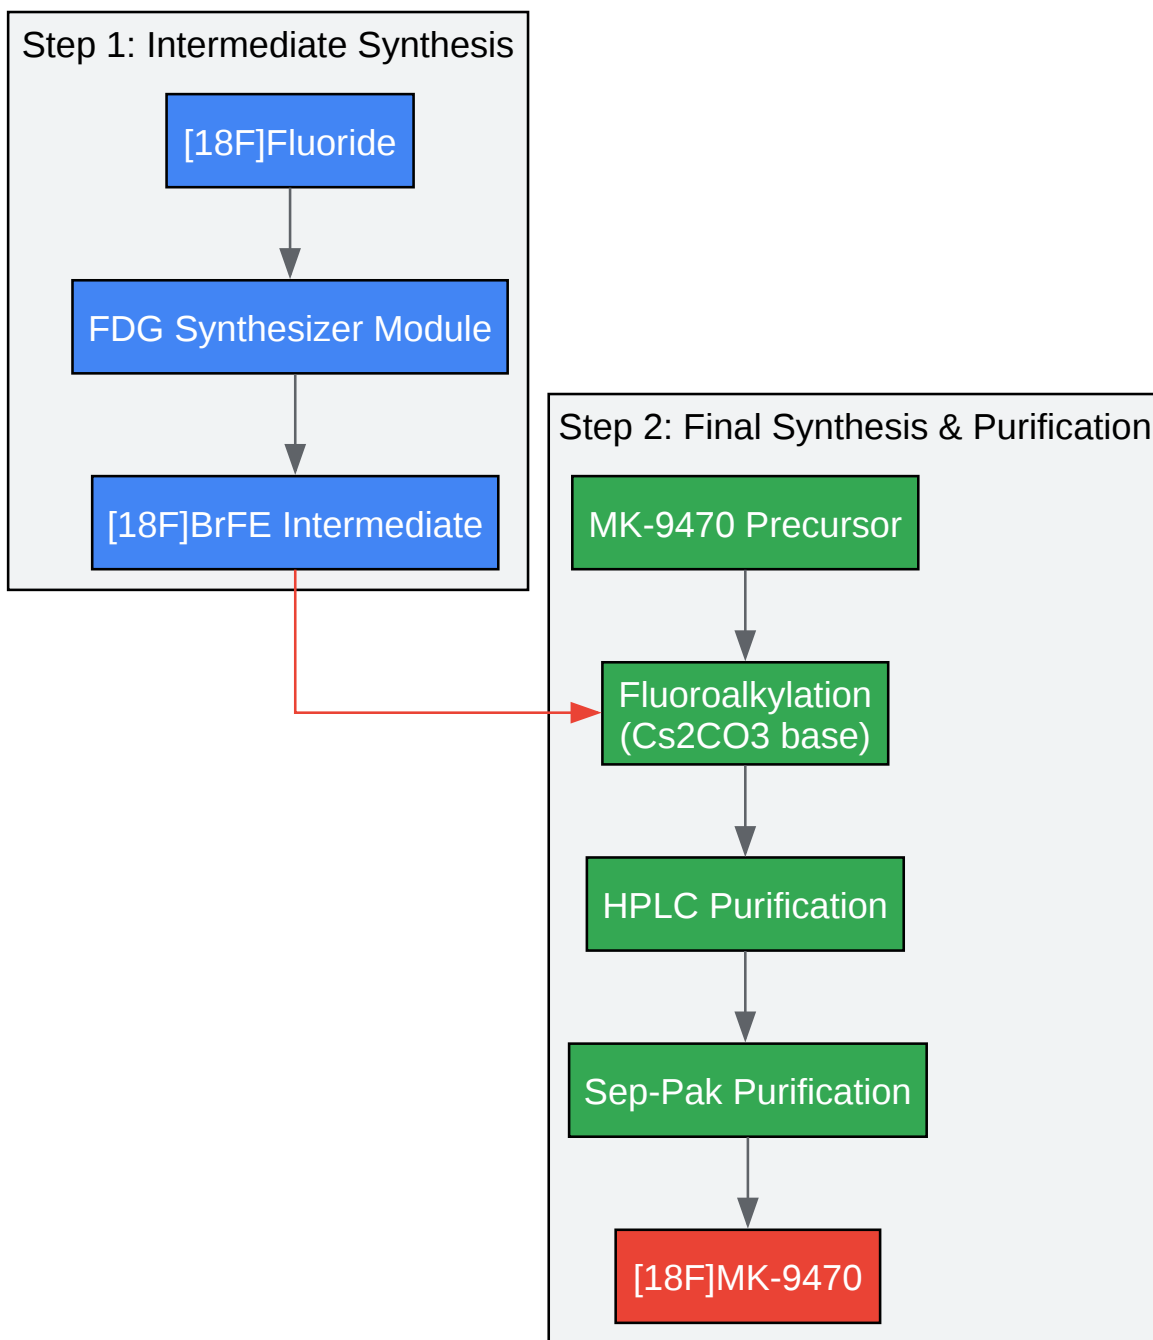 Step 1: Intermediate Synthesis
[18F]Fluoride
FDG Synthesizer Module
[18F]BrFE Intermediate
Step 2: Final Synthesis & Purification
MK-9470 Precursor
Fluoroalkylation
(Cs2CO3 base)
HPLC Purification
Sep-Pak Purification
[18F]MK-9470